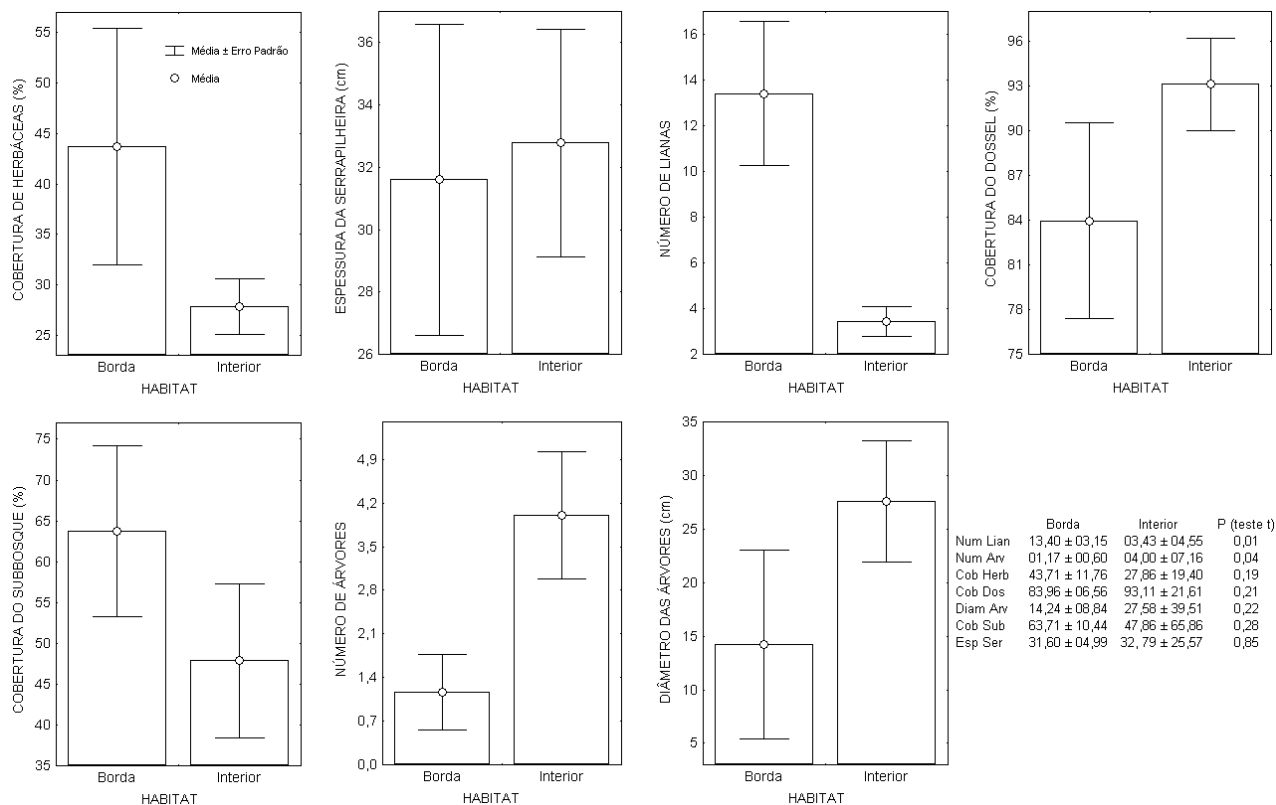 COBERTURA DE HERBÁCEAS (%)
55
50
45
40
35
30
25
Média ± Erro Padrão
Média
Borda Interior
HABITAT
ESPESSURA DA SERRAPILHEIRA (cm)
36
34
32
30
28
26
Borda Interior
HABITAT
NÚMERO DE LIANAS
16
14
12
10
8
6
4
2
Borda Interior
HABITAT
COBERTURA DO DOSSEL (%)
96
93
90
87
84
81
78
75
Borda Interior
HABITAT
COBERTURA DO SUBBOSQUE (%)
75
70
65
60
55
50
45
40
35
Borda Interior
HABITAT
NÚMERO DE ÁRVORES
4,9
4,2
3,5
2,8
2,1
1,4
0,7
0,0
Borda Interior
HABITAT
DIÂMETRO DAS ÁRVORES (cm)
35
30
25
20
15
10
5
Borda Interior
HABITAT
Borda Interior P (teste t)
Num Lian 13,40 ± 03,15 03,43 ± 04,55 0,01
Num Arv 01,17 ± 00,60 04,00 ± 07,16 0,04
Cob Herb 43,71 ± 11,76 27,86 ± 19,40 0,19
Cob Dos 83,96 ± 06,56 93,11 ± 21,61 0,21
Diam Arv 14,24 ± 08,84 27,58 ± 39,51 0,22
Cob Sub 63,71 ± 10,44 47,86 ± 65,86 0,28
Esp Ser 31,60 ± 04,99 32, 79 ± 25,57 0,85